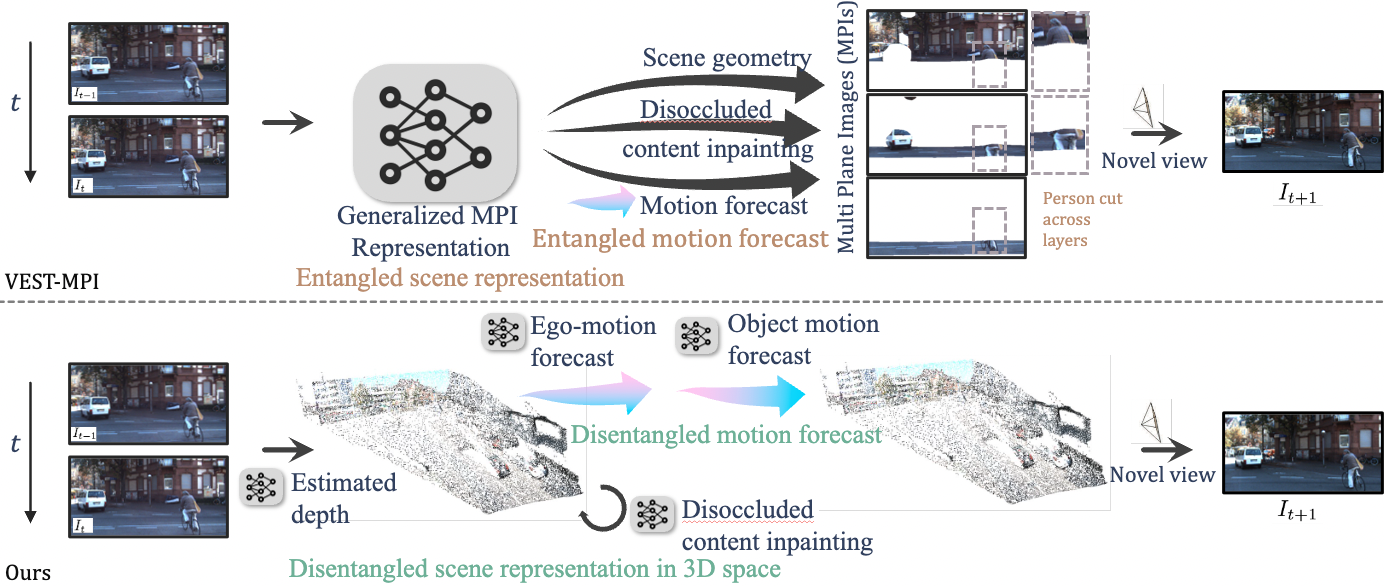 t
I_{t-1}
I_t
Generalized MPI
Representation
Entangled scene representation
Scene geometry
Disoccluded
content inpainting
Motion forecast
Entangled motion forecast
Multi Plane Images (MPIs)
Person cut
across
layers
Novel view
I_{t+1}
VEST-MPI
t
I_{t-1}
I_t
Estimated
depth
Ego-motion
forecast
Object motion
forecast
Disentangled motion forecast
Disoccluded
content inpainting
Disentangled scene representation in 3D space
Novel view
I_{t+1}
Ours